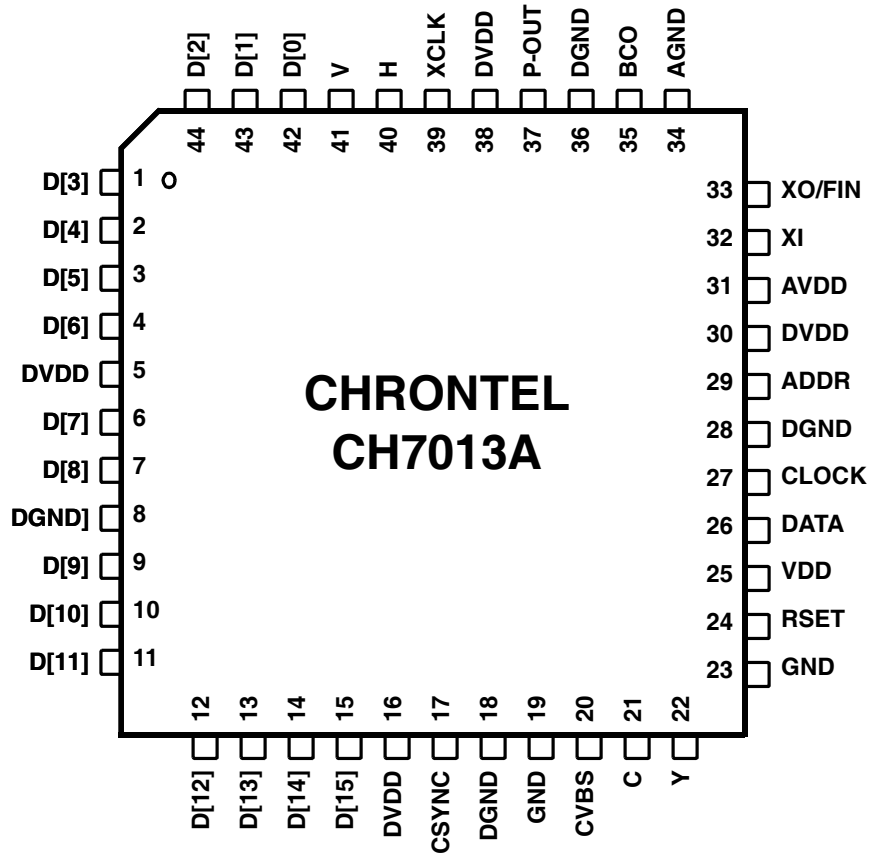 D[2] D[1] D[0] V H XCLK DVDD P-OUT DGND BCO AGND
44 43 42 41 40 39 38 37 36 35 34
D[3] 1
D[4] 2
D[5] 3
D[6] 4
DVDD 5
D[7] 6
D[8] 7
DGND] 8
D[9] 9
D[10] 10
D[11] 11
CHRONTEL
CH7013A
33 XO/FIN
32 XI
31 AVDD
30 DVDD
29 ADDR
28 DGND
27 CLOCK
26 DATA
25 VDD
24 RSET
23 GND
12 13 14 15 16 17 18 19 20 21 22
D[12] D[13] D[14] D[15] DVDD CSYNC DGND GND CVBS C Y